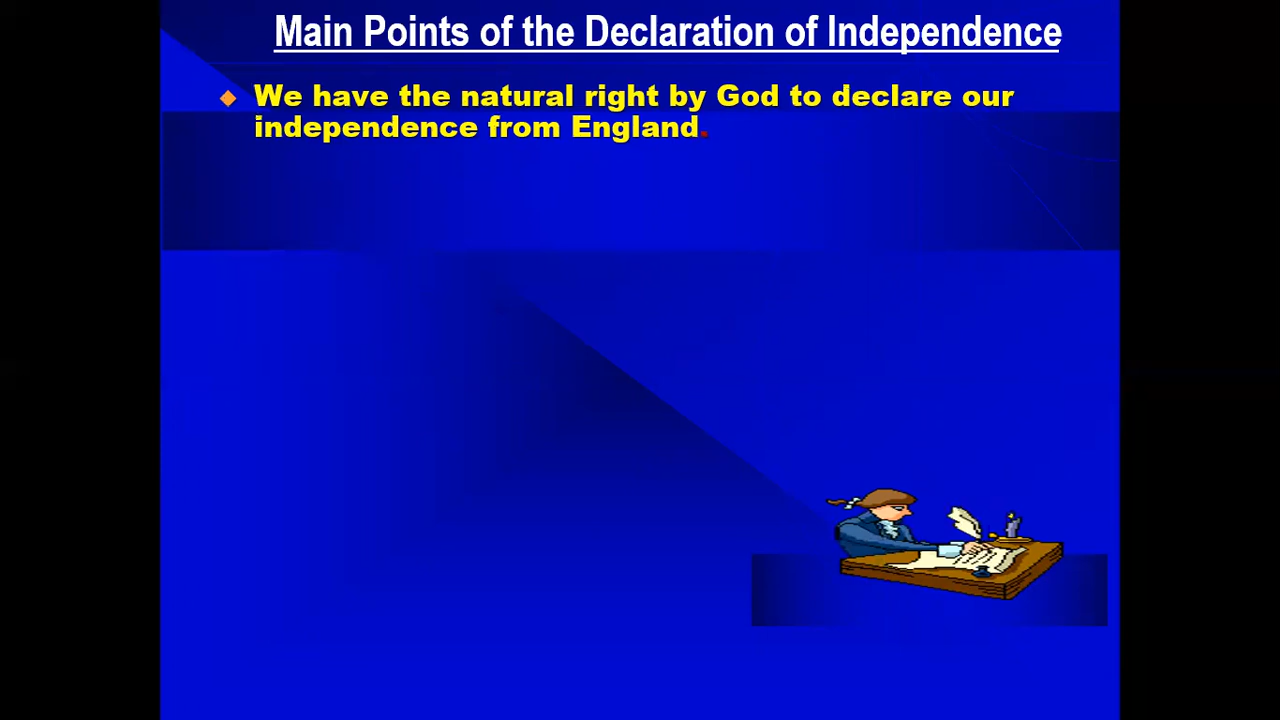 Main Points of the Declaration of Independence
We have the natural right by God to declare our
independence from England.